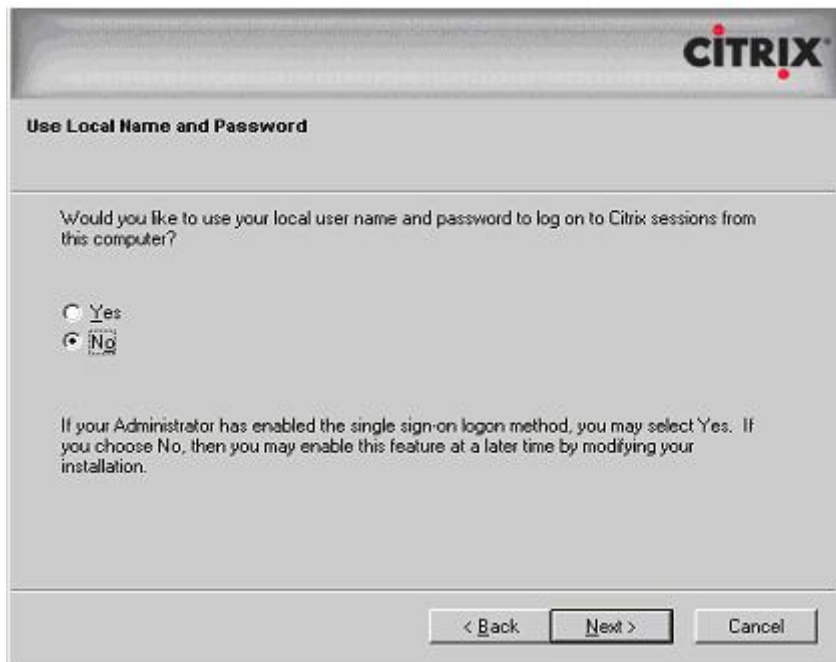 CITRIX
Use Local Name and Password
Would you like to use your local user name and password to log on to Citrix sessions from
this computer?
Yes
No
If your Administrator has enabled the single sign-on logon method, you may select Yes. If
you choose No, then you may enable this feature at a later time by modifying your
installation.
< Back Next > Cancel